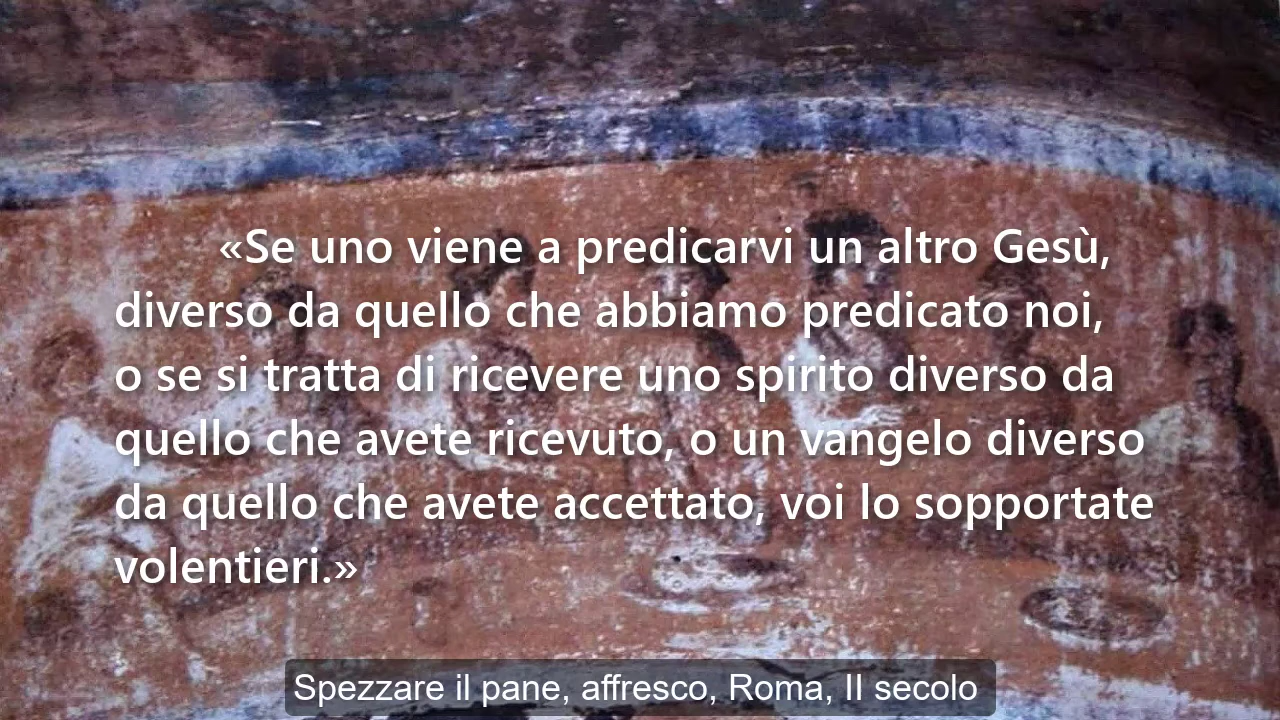 «Se uno viene a predicarvi un altro Gesù,
diverso da quello che abbiamo predicato noi,
o se si tratta di ricevere uno spirito diverso da
quello che avete ricevuto, o un vangelo diverso
da quello che avete accettato, voi lo sopportate
volentieri.»
Spezzare il pane, affresco, Roma, II secolo